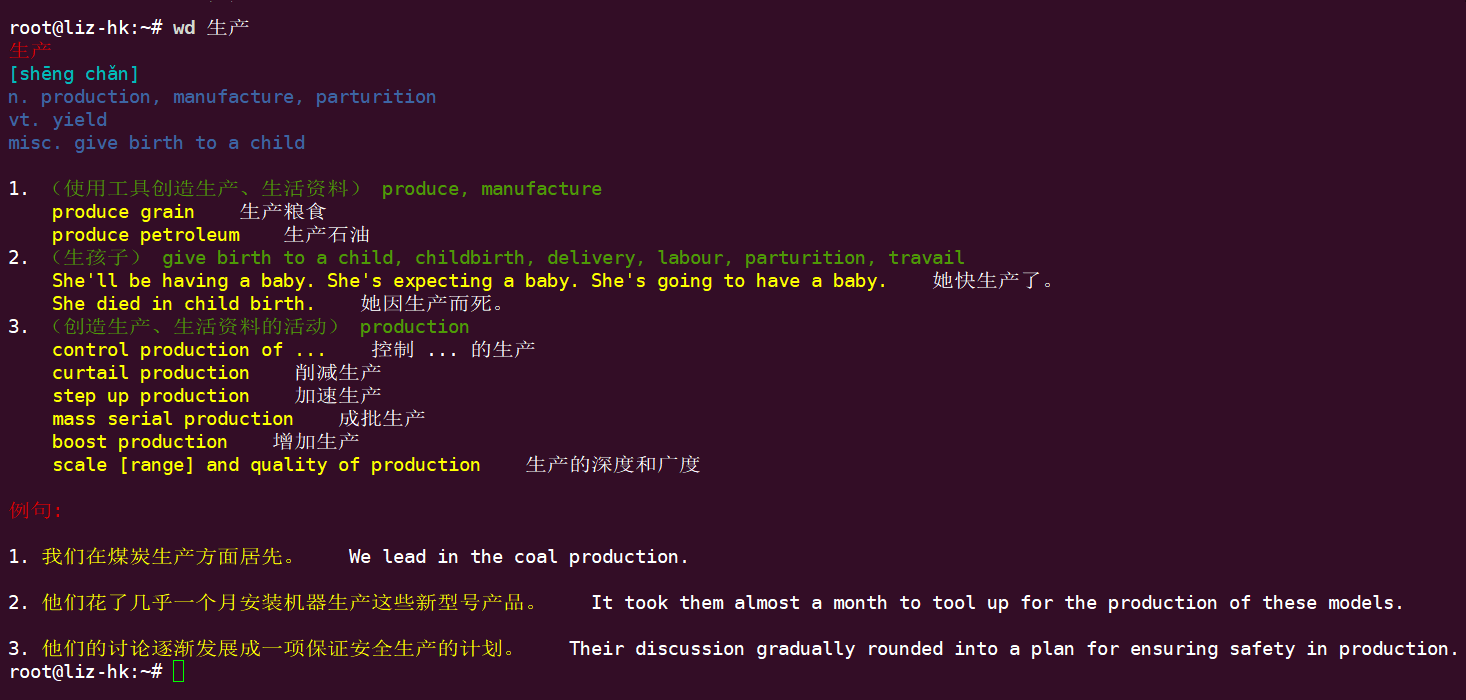 root@liz-hk:~# wd 生产
生产
[shēng chǎn]
n. production, manufacture, parturition
vt. yield
misc. give birth to a child
1. （使用工具创造生产、生活资料） produce, manufacture
produce grain 生产粮食
produce petroleum 生产石油
2. （生孩子） give birth to a child, childbirth, delivery, labour, parturition, travail
She'll be having a baby. She's expecting a baby. She's going to have a baby. 她快生产了。
She died in child birth. 她因生产而死。
3. （创造生产、生活资料的活动） production
control production of ... 控制 ... 的生产
curtail production 削减生产
step up production 加速生产
mass serial production 成批生产
boost production 增加生产
scale [range] and quality of production 生产的深度和广度
例句:
1. 我们在煤炭生产方面居先。 We lead in the coal production.
2. 他们花了几乎一个月安装机器生产这些新型号产品。 It took them almost a month to tool up for the production of these models.
3. 他们的讨论逐渐发展成一项保证安全生产的计划。 Their discussion gradually rounded into a plan for ensuring safety in production.
root@liz-hk:~#